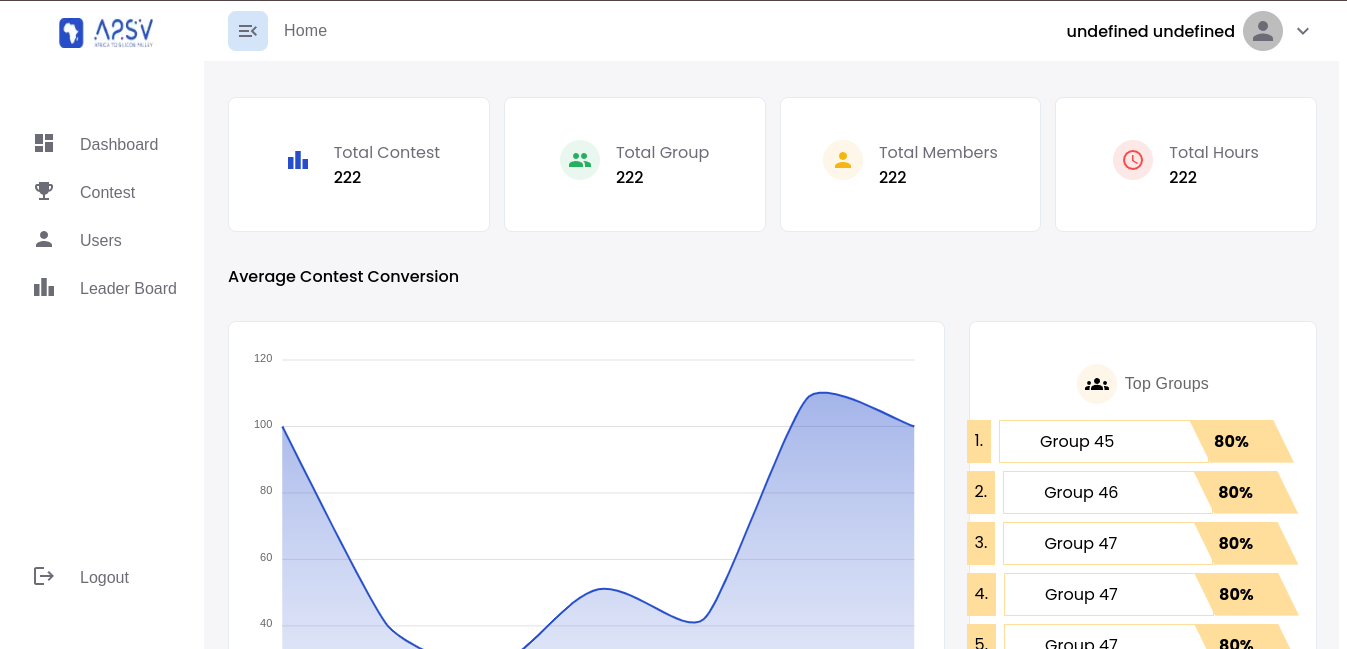 APSV
AFRICA TO SILICON VALLEY
Home
undefined undefined
Dashboard
Contest
Users
Leader Board
Logout
Total Contest
222
Total Group
222
Total Members
222
Total Hours
222
Average Contest Conversion
120
100
80
60
40
Top Groups
1. Group 45 80%
2. Group 46 80%
3. Group 47 80%
4. Group 47 80%
5. Group 47 80%